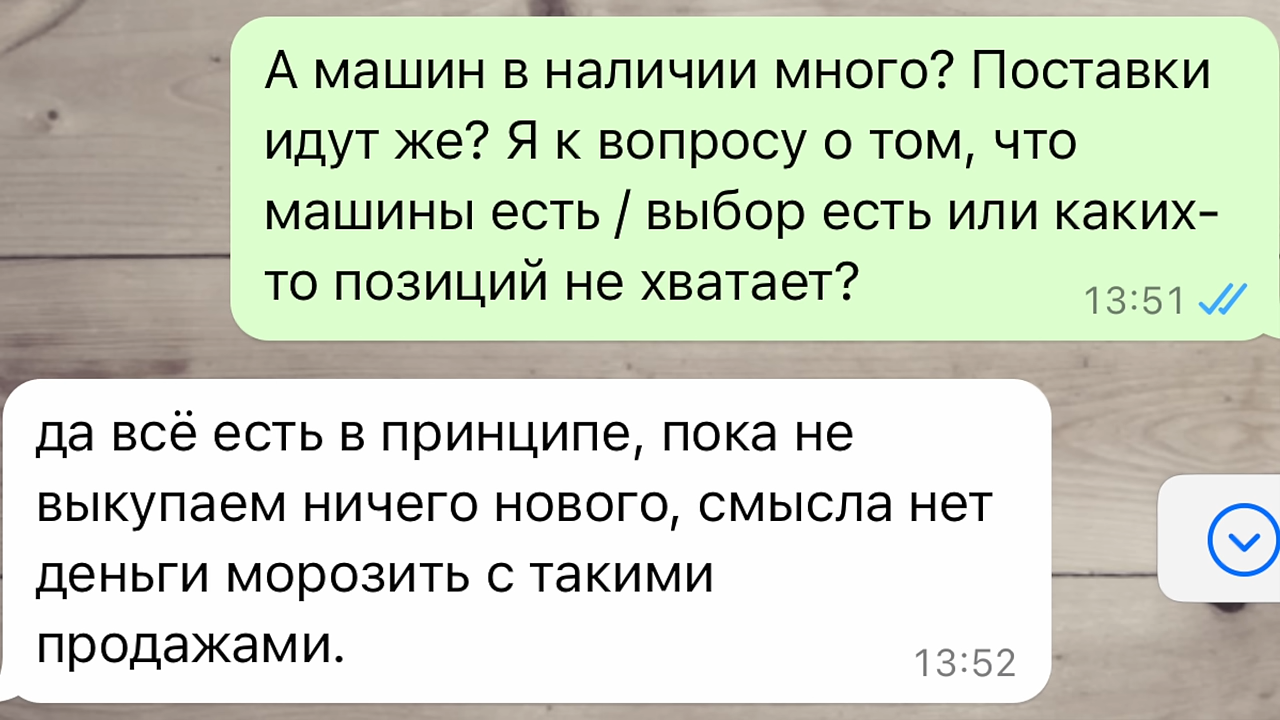 А машин в наличии много? Поставки
идут же? Я к вопросу о том, что
машины есть / выбор есть или каких-
то позиций не хватает?
13:51
да всё есть в принципе, пока не
выкупаем ничего нового, смысла нет
деньги морозить с такими
продажами.
13:52